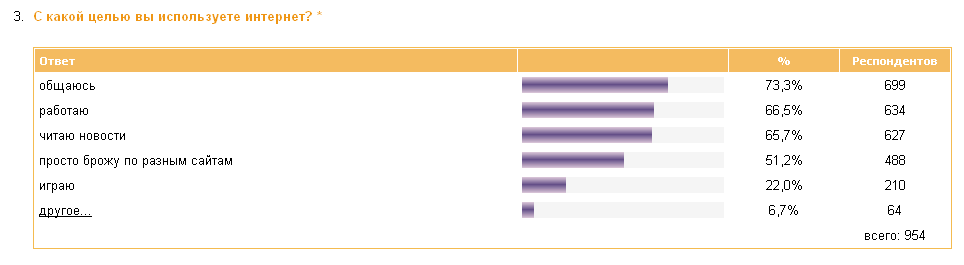 3. С какой целью вы используете интернет? *
Ответ % Респондентов
общаюсь 73,3% 699
работаю 66,5% 634
читаю новости 65,7% 627
просто брожу по разным сайтам 51,2% 488
играю 22,0% 210
другое... 6,7% 64
всего: 954